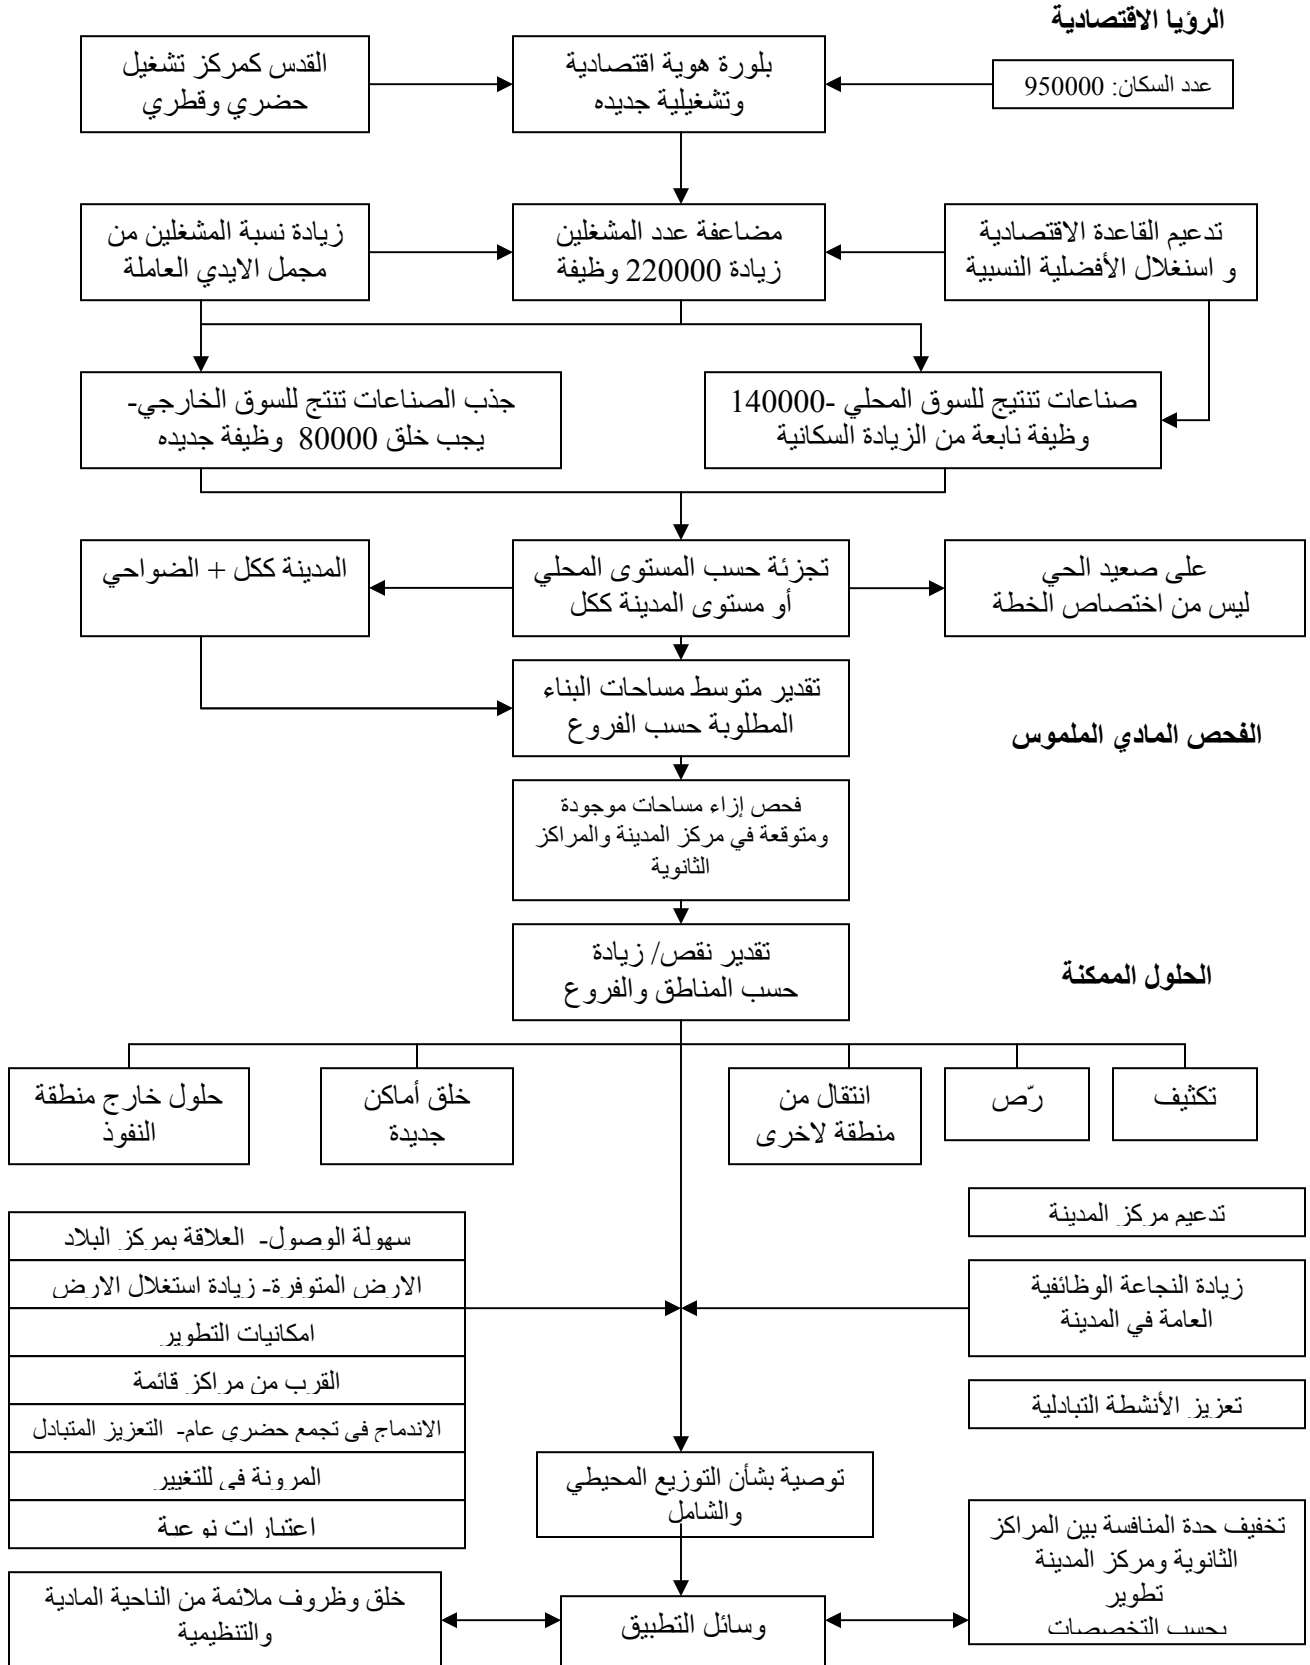 الرؤيا الاقتصادية
عدد السكان: 950000
بلورة هوية اقتصادية
وتشغيلية جديده
القدس كمركز تشغيل
حضري وقطري
تدعيم القاعدة الاقتصادية
و اسنغلال الأفضلية النسبية
مضاعفة عدد المشغلين
زيادة 220000 وظيفة
زيادة نسبة المشغلين من
مجمل الايدي العاملة
صناعات تنتيج للسوق المحلي -140000
وظيفة نابعة من الزيادة السكانية
جذب الصناعات تنتج للسوق الخارجي-
يجب خلق 80000 وظيفة جديده
على صعيد الحي
ليس من اختصاص الخطة
تجزئة حسب المستوى المحلي
أو مستوى المدينة ككل
المدينة ككل + الضواحي
تقدير متوسط مساحات البناء
المطلوبة حسب الفروع
الفحص المادي الملموس
فحص إزاء مساحات موجودة
ومتوقعة في مركز المدينة والمراكز
الثانوية
تقدير نقص/ زيادة
حسب المناطق والفروع
الحلول الممكنة
تكثيف
رّص
انتقال من
منطقة لاخرى
خلق أماكن
جديدة
حلول خارج منطقة
النفوذ
تدعيم مركز المدينة
زيادة النجاعة الوظائفية
العامة في المدينة
تعزيز الأنشطة التبادلية
سهولة الوصول- العلاقة بمركز البلاد
الارض المتوفرة- زيادة استغلال الارض
امكانيات التطوير
القرب من مراكز قائمة
الاندماج في تجمع حضري عام- التعزيز المتبادل
المرونة في للتغيير
اعتبارات نوعية
توصية بشأن التوزيع المحيطي
والشامل
تخفيف حدة المنافسة بين المراكز
الثانوية ومركز المدينة
تطوير
بحسب التخصصات
وسائل التطبيق
خلق وظروف ملائمة من الناحية المادية
والتنظيمية